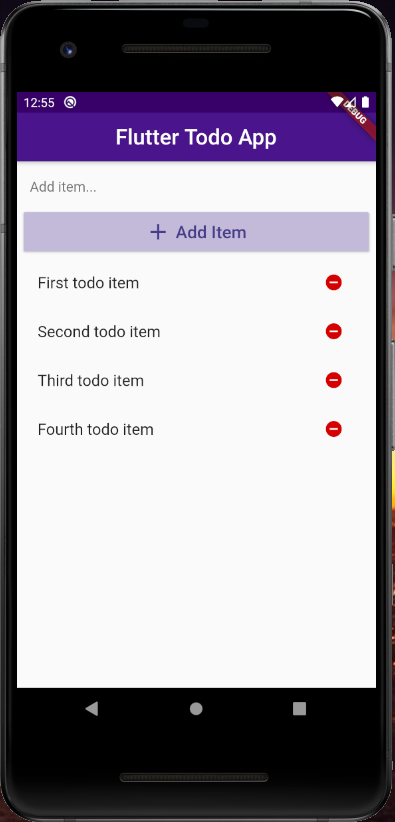 12:55
DEBUG
Flutter Todo App
Add item...
Add Item
First todo item
Second todo item
Third todo item
Fourth todo item